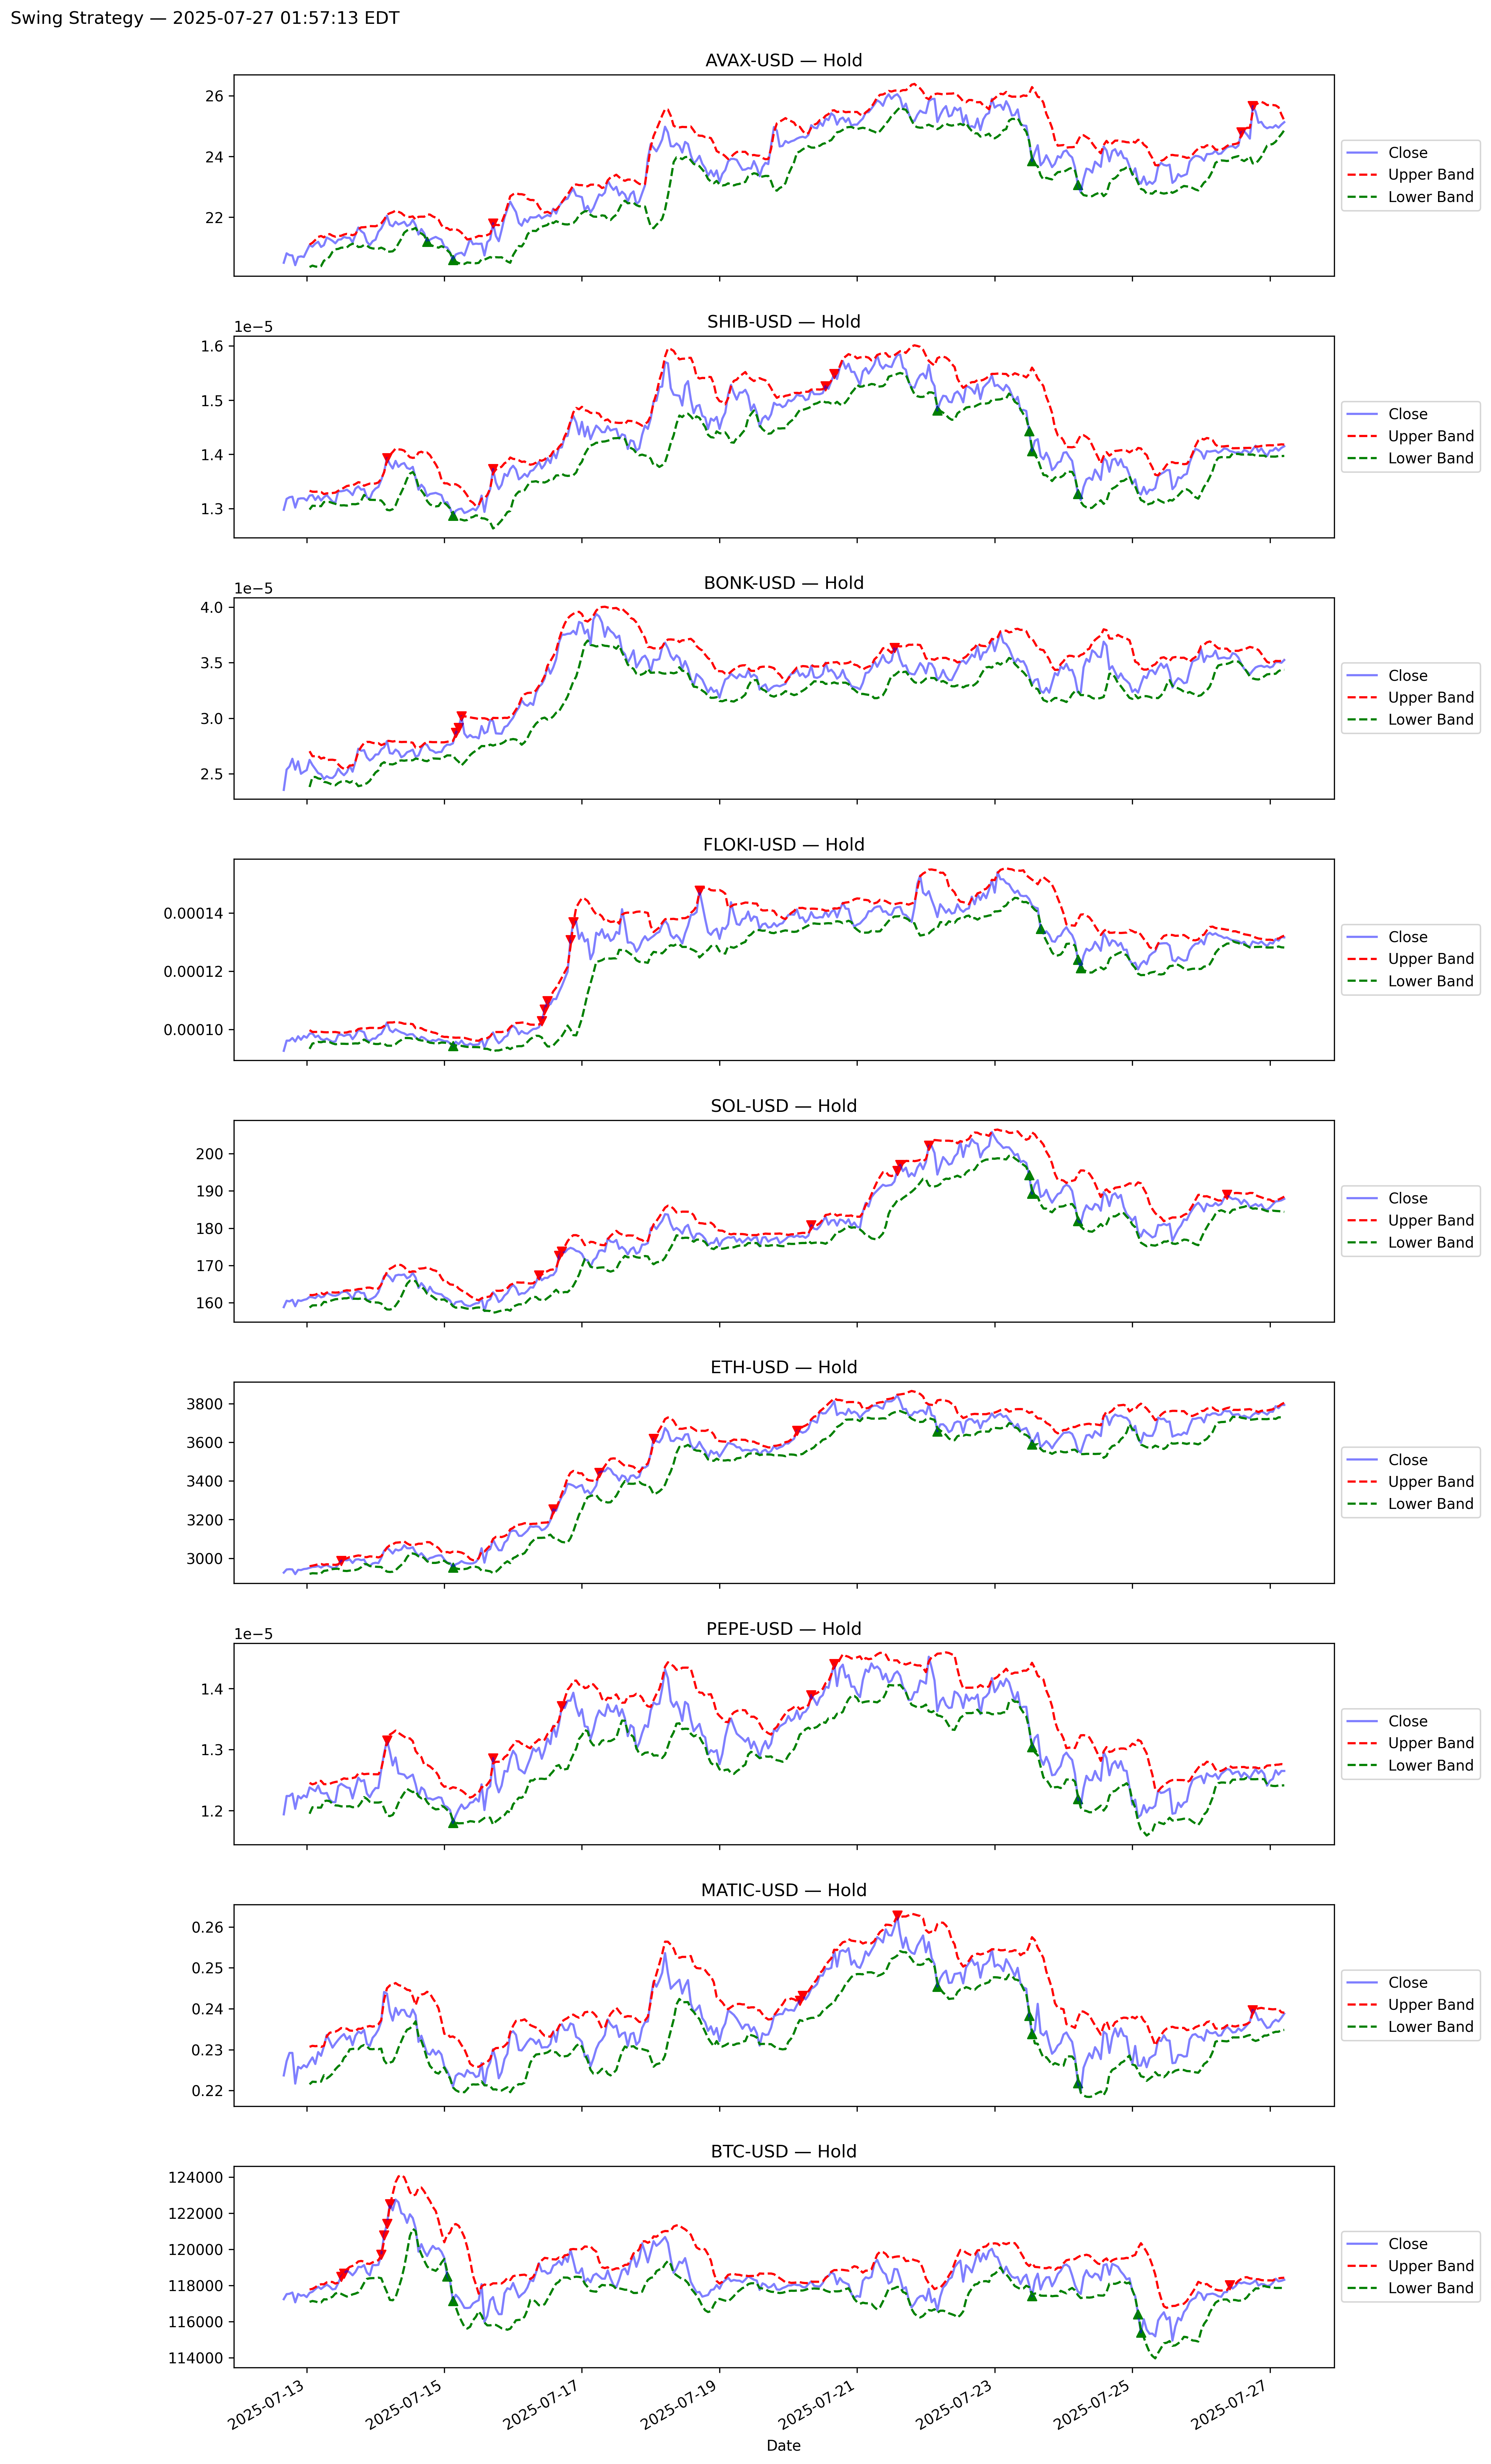 Swing Strategy — 2025-07-27 01:57:13 EDT
AVAX-USD — Hold
26
24
22
Close
Upper Band
Lower Band
SHIB-USD — Hold
1e−5
1.6
1.5
1.4
1.3
Close
Upper Band
Lower Band
BONK-USD — Hold
1e−5
4.0
3.5
3.0
2.5
Close
Upper Band
Lower Band
FLOKI-USD — Hold
0.00014
0.00012
0.00010
Close
Upper Band
Lower Band
SOL-USD — Hold
200
190
180
170
160
Close
Upper Band
Lower Band
ETH-USD — Hold
3800
3600
3400
3200
3000
Close
Upper Band
Lower Band
PEPE-USD — Hold
1e−5
1.4
1.3
1.2
Close
Upper Band
Lower Band
MATIC-USD — Hold
0.26
0.25
0.24
0.23
0.22
Close
Upper Band
Lower Band
BTC-USD — Hold
124000
122000
120000
118000
116000
114000
Close
Upper Band
Lower Band
2025-07-13
2025-07-15
2025-07-17
2025-07-19
2025-07-21
2025-07-23
2025-07-25
2025-07-27
Date